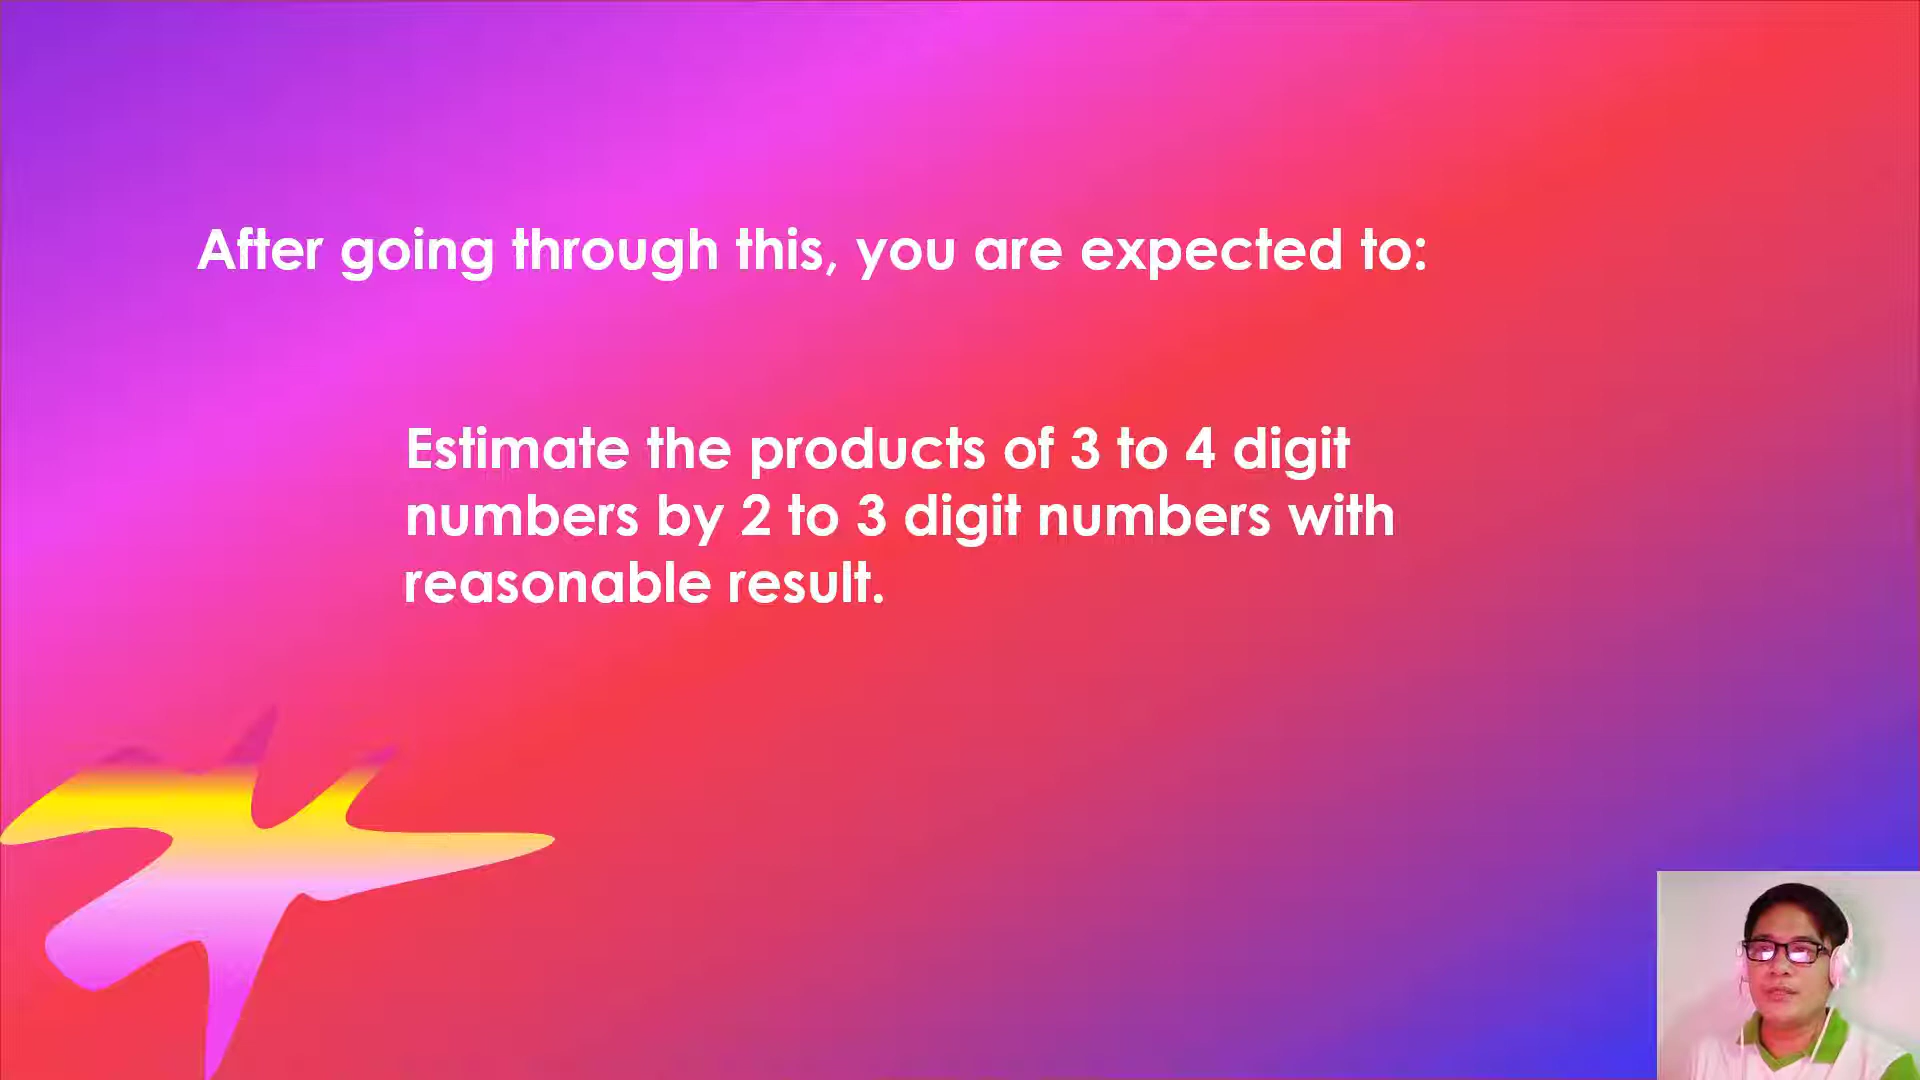 After going through this, you are expected to:
Estimate the products of 3 to 4 digit
numbers by 2 to 3 digit numbers with
reasonable result.